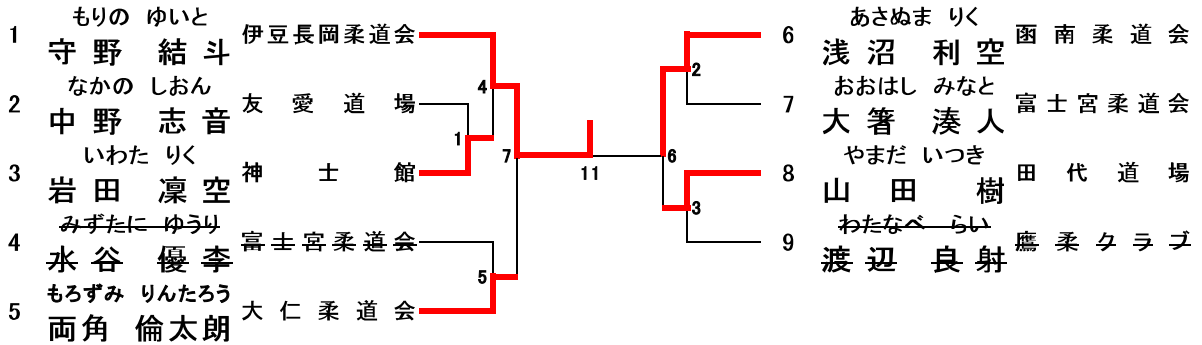 もりの ゆいと
1 守野 結斗 伊豆長岡柔道会
なかの しおん
2 中野 志音 友愛道場
いわた りく
3 岩田 凜空 神士館
みずたに ゆうり
4 水谷 優李 富士宮柔道会
もろずみ りんたろう
5 両角 倫太朗 大仁柔道会
4
1
5
7
11
6
2
3
あさぬま りく
6 浅沼 利空 函南柔道会
おおはし みなと
7 大箸 湊人 富士宮柔道会
やまだ いつき
8 山田 樹 田代道場
わたなべ らい
9 渡辺 良射 鷹柔クラブ